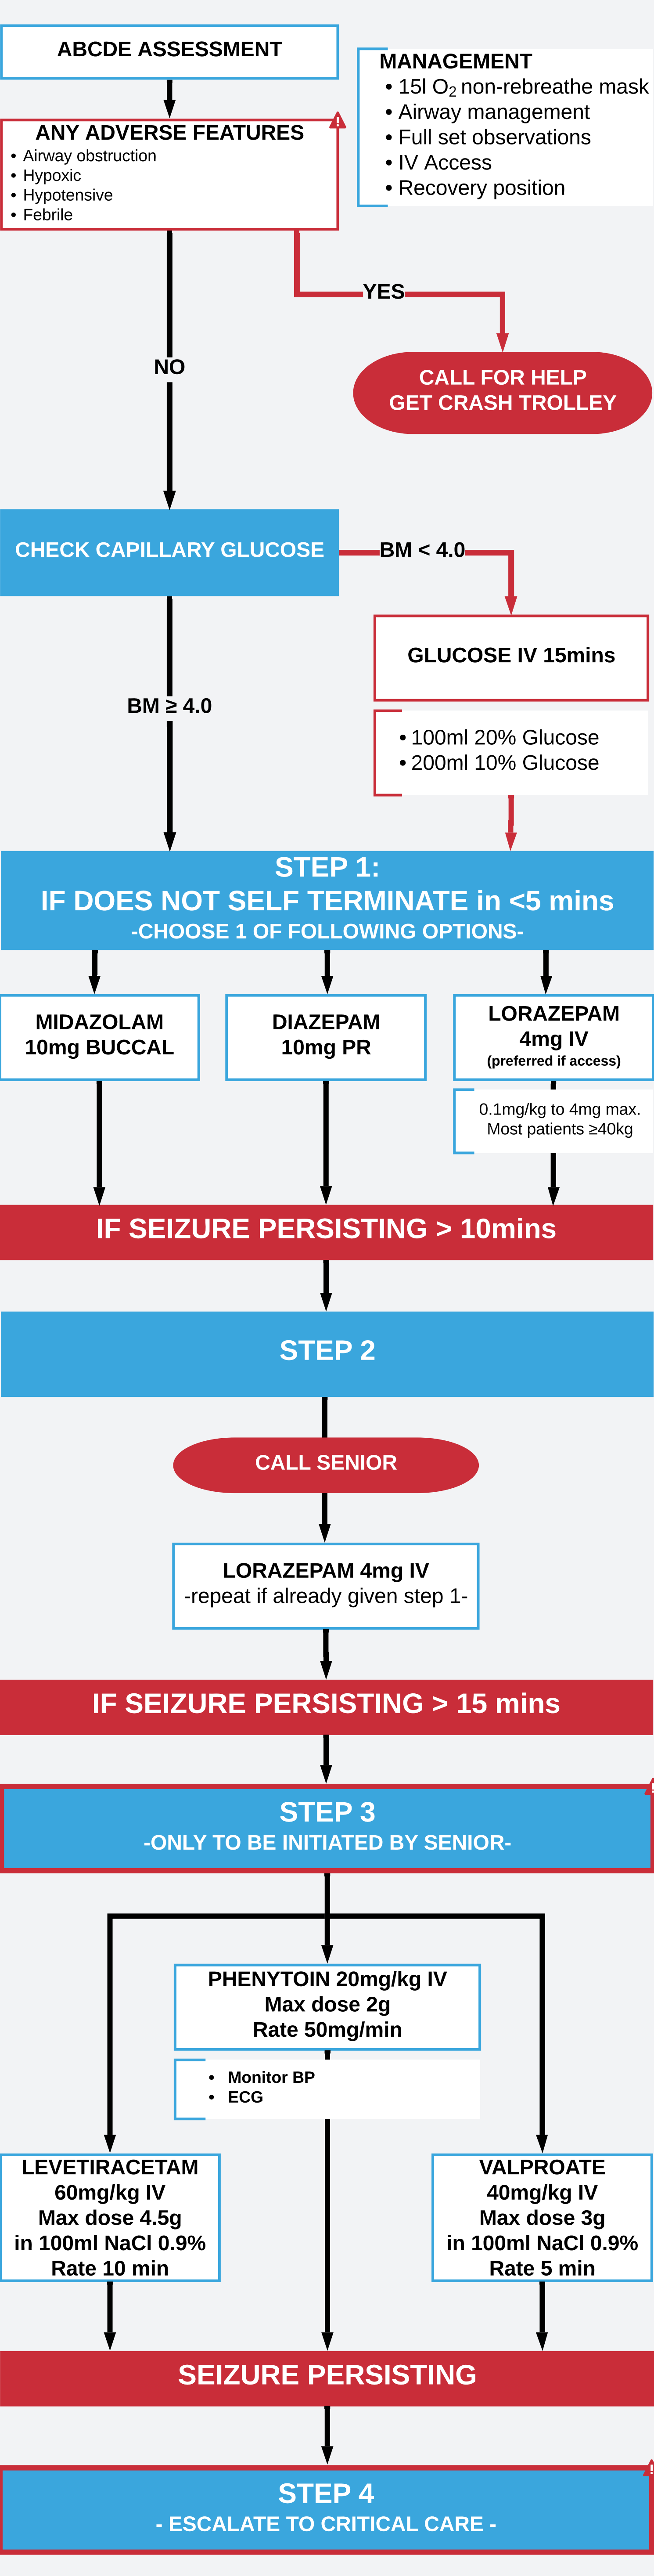 ABCDE ASSESSMENT
MANAGEMENT
• 15l O₂ non-rebreathe mask
• Airway management
• Full set observations
• IV Access
• Recovery position
ANY ADVERSE FEATURES
• Airway obstruction
• Hypoxic
• Hypotensive
• Febrile
YES
NO
CALL FOR HELP
GET CRASH TROLLEY
CHECK CAPILLARY GLUCOSE
BM < 4.0
GLUCOSE IV 15mins
BM ≥ 4.0
• 100ml 20% Glucose
• 200ml 10% Glucose
STEP 1:
IF DOES NOT SELF TERMINATE in <5 mins
-CHOOSE 1 OF FOLLOWING OPTIONS-
MIDAZOLAM
10mg BUCCAL
DIAZEPAM
10mg PR
LORAZEPAM
4mg IV
(preferred if access)
0.1mg/kg to 4mg max.
Most patients ≥40kg
IF SEIZURE PERSISTING > 10mins
STEP 2
CALL SENIOR
LORAZEPAM 4mg IV
-repeat if already given step 1-
IF SEIZURE PERSISTING > 15 mins
STEP 3
-ONLY TO BE INITIATED BY SENIOR-
PHENYTOIN 20mg/kg IV
Max dose 2g
Rate 50mg/min
• Monitor BP
• ECG
LEVETIRACETAM
60mg/kg IV
Max dose 4.5g
in 100ml NaCl 0.9%
Rate 10 min
VALPROATE
40mg/kg IV
Max dose 3g
in 100ml NaCl 0.9%
Rate 5 min
SEIZURE PERSISTING
STEP 4
- ESCALATE TO CRITICAL CARE -